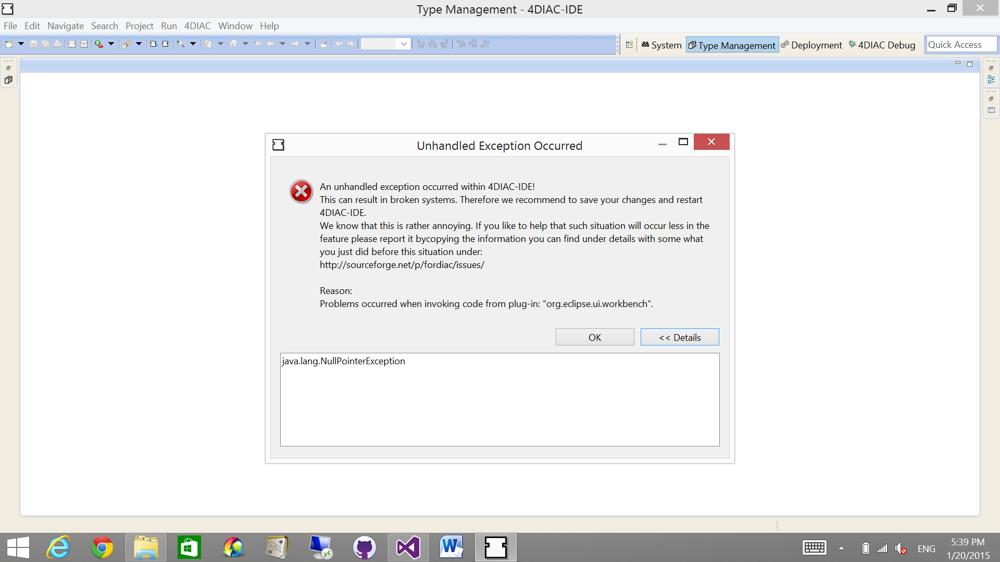 Type Management - 4DIAC-IDE
File Edit Navigate Search Project Run 4DIAC Window Help
System Type Management Deployment 4DIAC Debug Quick Access
Unhandled Exception Occurred
An unhandled exception occurred within 4DIAC-IDE!
This can result in broken systems. Therefore we recommend to save your changes and restart
4DIAC-IDE.
We know that this is rather annoying. If you like to help that such situation will occur less in the
feature please report it bycopying the information you can find under details with some what
you just did before this situation under:
http://sourceforge.net/p/fordiac/issues/
Reason:
Problems occurred when invoking code from plug-in: "org.eclipse.ui.workbench".
OK << Details
java.lang.NullPointerException
ENG
5:39 PM
1/20/2015